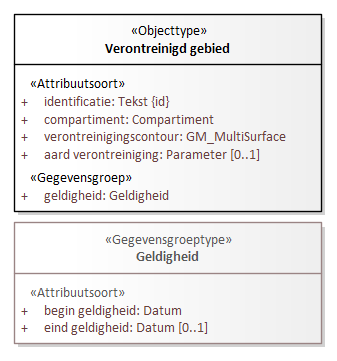 «Objecttype»
Verontreinigd gebied
«Attribuutsoort»
+ identificatie: Tekst {id}
+ compartiment: Compartiment
+ verontreinigingscontour: GM_MultiSurface
+ aard verontreiniging: Parameter [0..1]
«Gegevensgroep»
+ geldigheid: Geldigheid
«Gegevensgroeptype»
Geldigheid
«Attribuutsoort»
+ begin geldigheid: Datum
+ eind geldigheid: Datum [0..1]